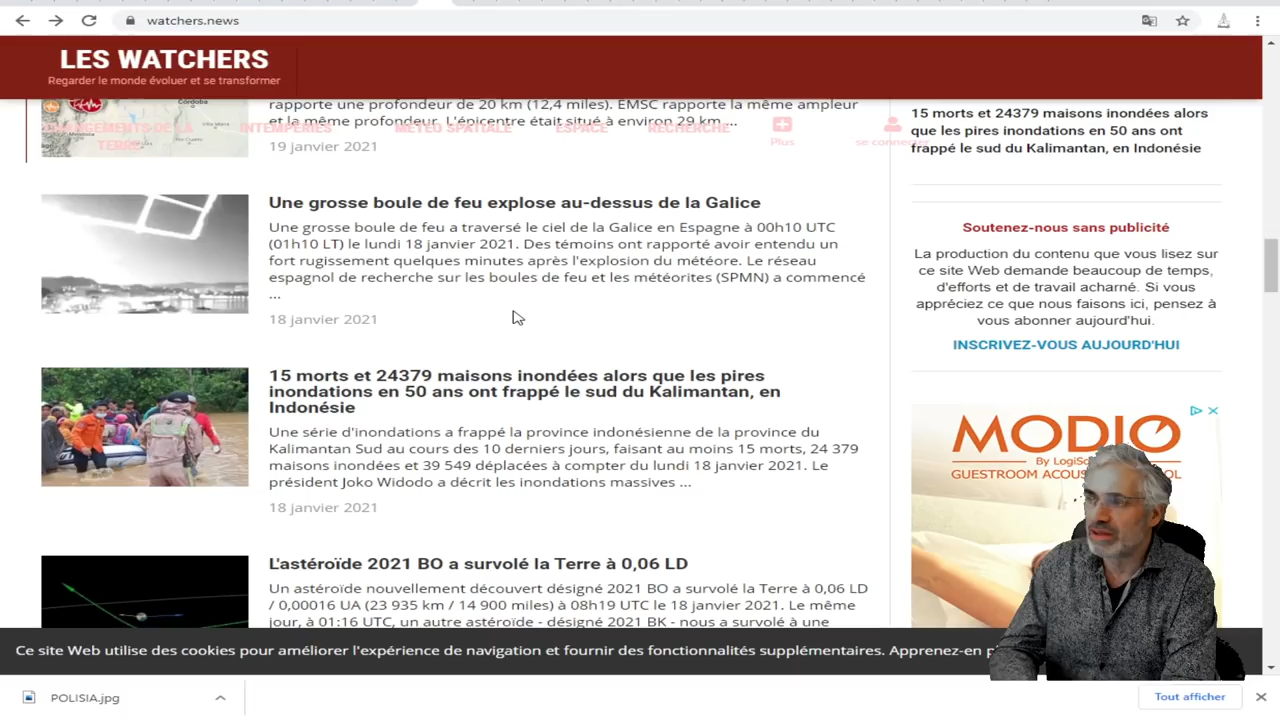 watchers.news
LES WATCHERS
Regarder le monde évoluer et se transformer
Córdoba
rapporte une profondeur de 20 km (12,4 miles). EMSC rapporte la même ampleur
et la même profondeur. L'épicentre était situé à environ 29 km ...
INTEMPÉRIES
MÉTÉO SPATIALE
ESPACE
RECHERCHE
TERRE
Plus
se connecter
19 janvier 2021
Une grosse boule de feu explose au-dessus de la Galice
Une grosse boule de feu a traversé le ciel de la Galice en Espagne à 00h10 UTC
(01h10 LT) le lundi 18 janvier 2021. Des témoins ont rapporté avoir entendu un
fort rugissement quelques minutes après l'explosion du météore. Le réseau
espagnol de recherche sur les boules de feu et les météorites (SPMN) a commencé
...
18 janvier 2021
15 morts et 24379 maisons inondées alors que les pires
inondations en 50 ans ont frappé le sud du Kalimantan, en
Indonésie
Une série d'inondations a frappé la province indonésienne de la province du
Kalimantan Sud au cours des 10 derniers jours, faisant au moins 15 morts, 24 379
maisons inondées et 39 549 déplacées à compter du lundi 18 janvier 2021. Le
président Joko Widodo a décrit les inondations massives ...
18 janvier 2021
L'astéroïde 2021 BO a survolé la Terre à 0,06 LD
Un astéroïde nouvellement découvert désigné 2021 BO a survolé la Terre à 0,06 LD
/ 0,00016 UA (23 935 km / 14 900 miles) à 08h19 UTC le 18 janvier 2021. Le même
jour, à 01:16 UTC, un autre astéroïde - désigné 2021 BK - nous a survolé à une
15 morts et 24379 maisons inondées alors
que les pires inondations en 50 ans ont
frappé le sud du Kalimantan, en Indonésie
Soutenez-nous sans publicité
La production du contenu que vous lisez sur
ce site Web demande beaucoup de temps,
d'efforts et de travail acharné. Si vous
appréciez ce que nous faisons ici, pensez à
vous abonner aujourd'hui.
INSCRIVEZ-VOUS AUJOURD'HUI
MODIO
By LogiSo
GUESTROOM ACOUS
Ce site Web utilise des cookies pour améliorer l'expérience de navigation et fournir des fonctionnalités supplémentaires. Apprenez-en
POLISIA.jpg
Tout afficher